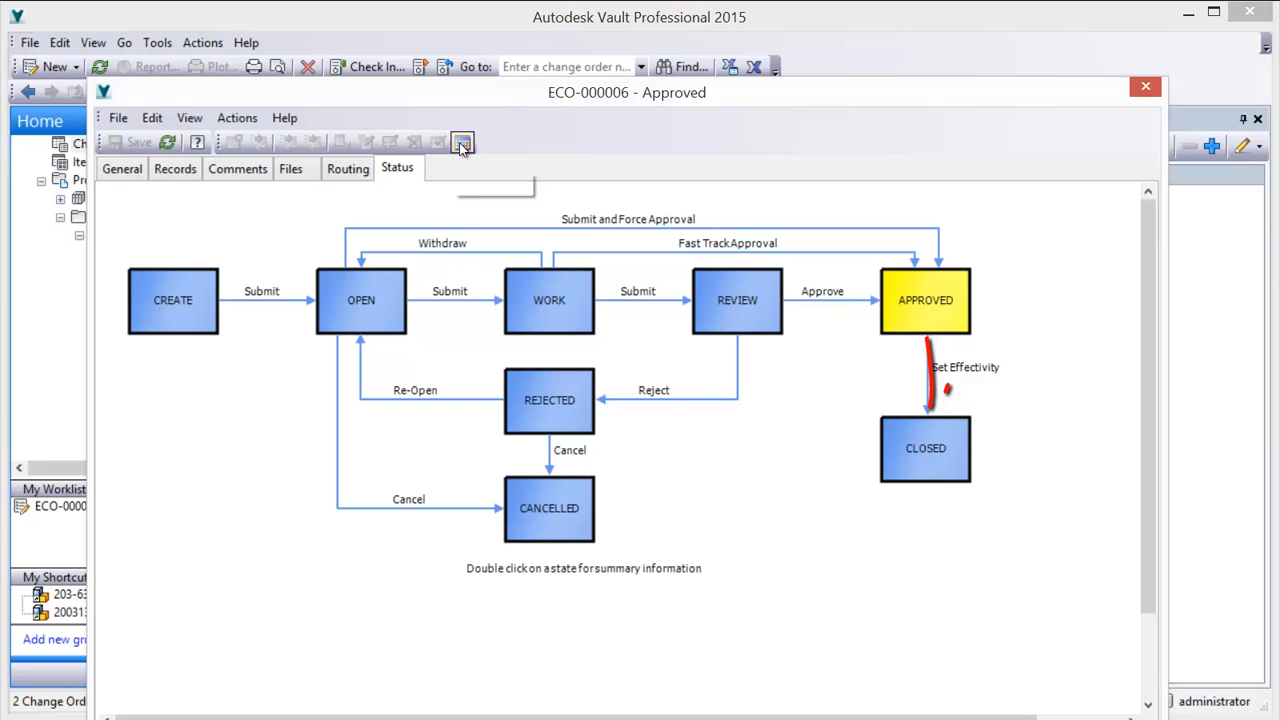 Autodesk Vault Professional 2015
File Edit View Go Tools Actions Help
New Report... Plot... Check In... Go to: Enter a change order n... Find...
ECO-000006 - Approved
Home
File Edit View Actions Help
Save
General Records Comments Files Routing Status
Submit and Force Approval
Withdraw
Fast Track Approval
CREATE
Submit
OPEN
Submit
WORK
Submit
REVIEW
Approve
APPROVED
Set Effectivity
Re-Open
REJECTED
Reject
CLOSED
Cancel
Cancel
CANCELLED
Double click on a state for summary information
My Worklist
ECO-0000
My Shortcu
203-63
200313
Add new gr
2 Change Ord
administrator